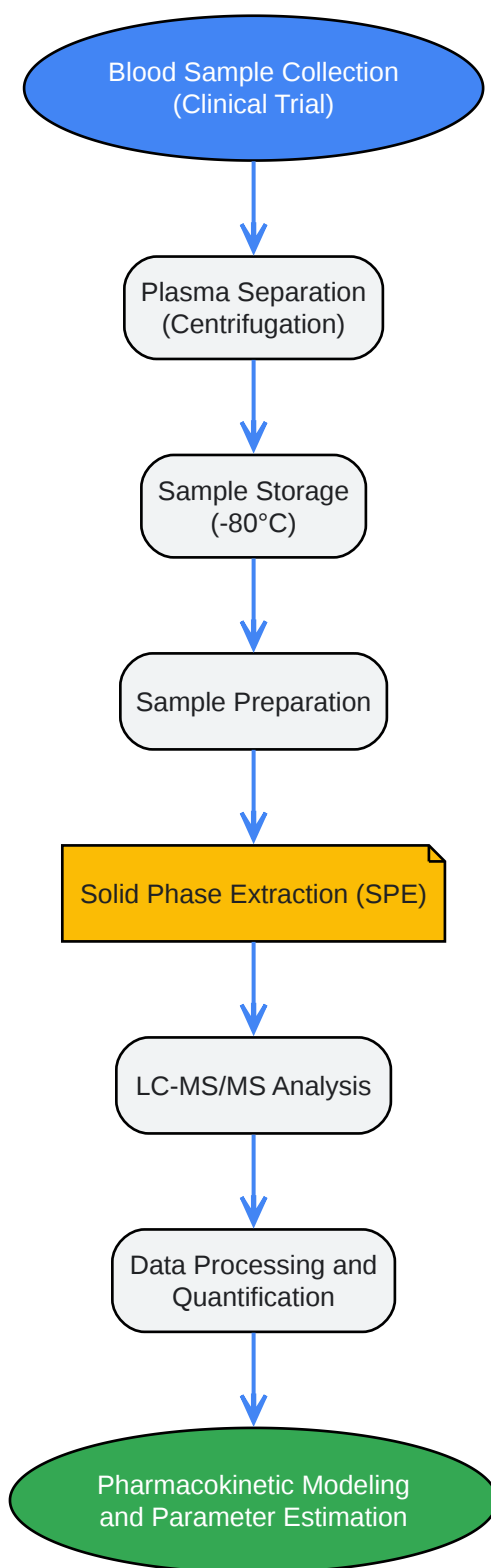 Blood Sample Collection
(Clinical Trial)
Plasma Separation
(Centrifugation)
Sample Storage
(-80°C)
Sample Preparation
Solid Phase Extraction (SPE)
LC-MS/MS Analysis
Data Processing and
Quantification
Pharmacokinetic Modeling
and Parameter Estimation